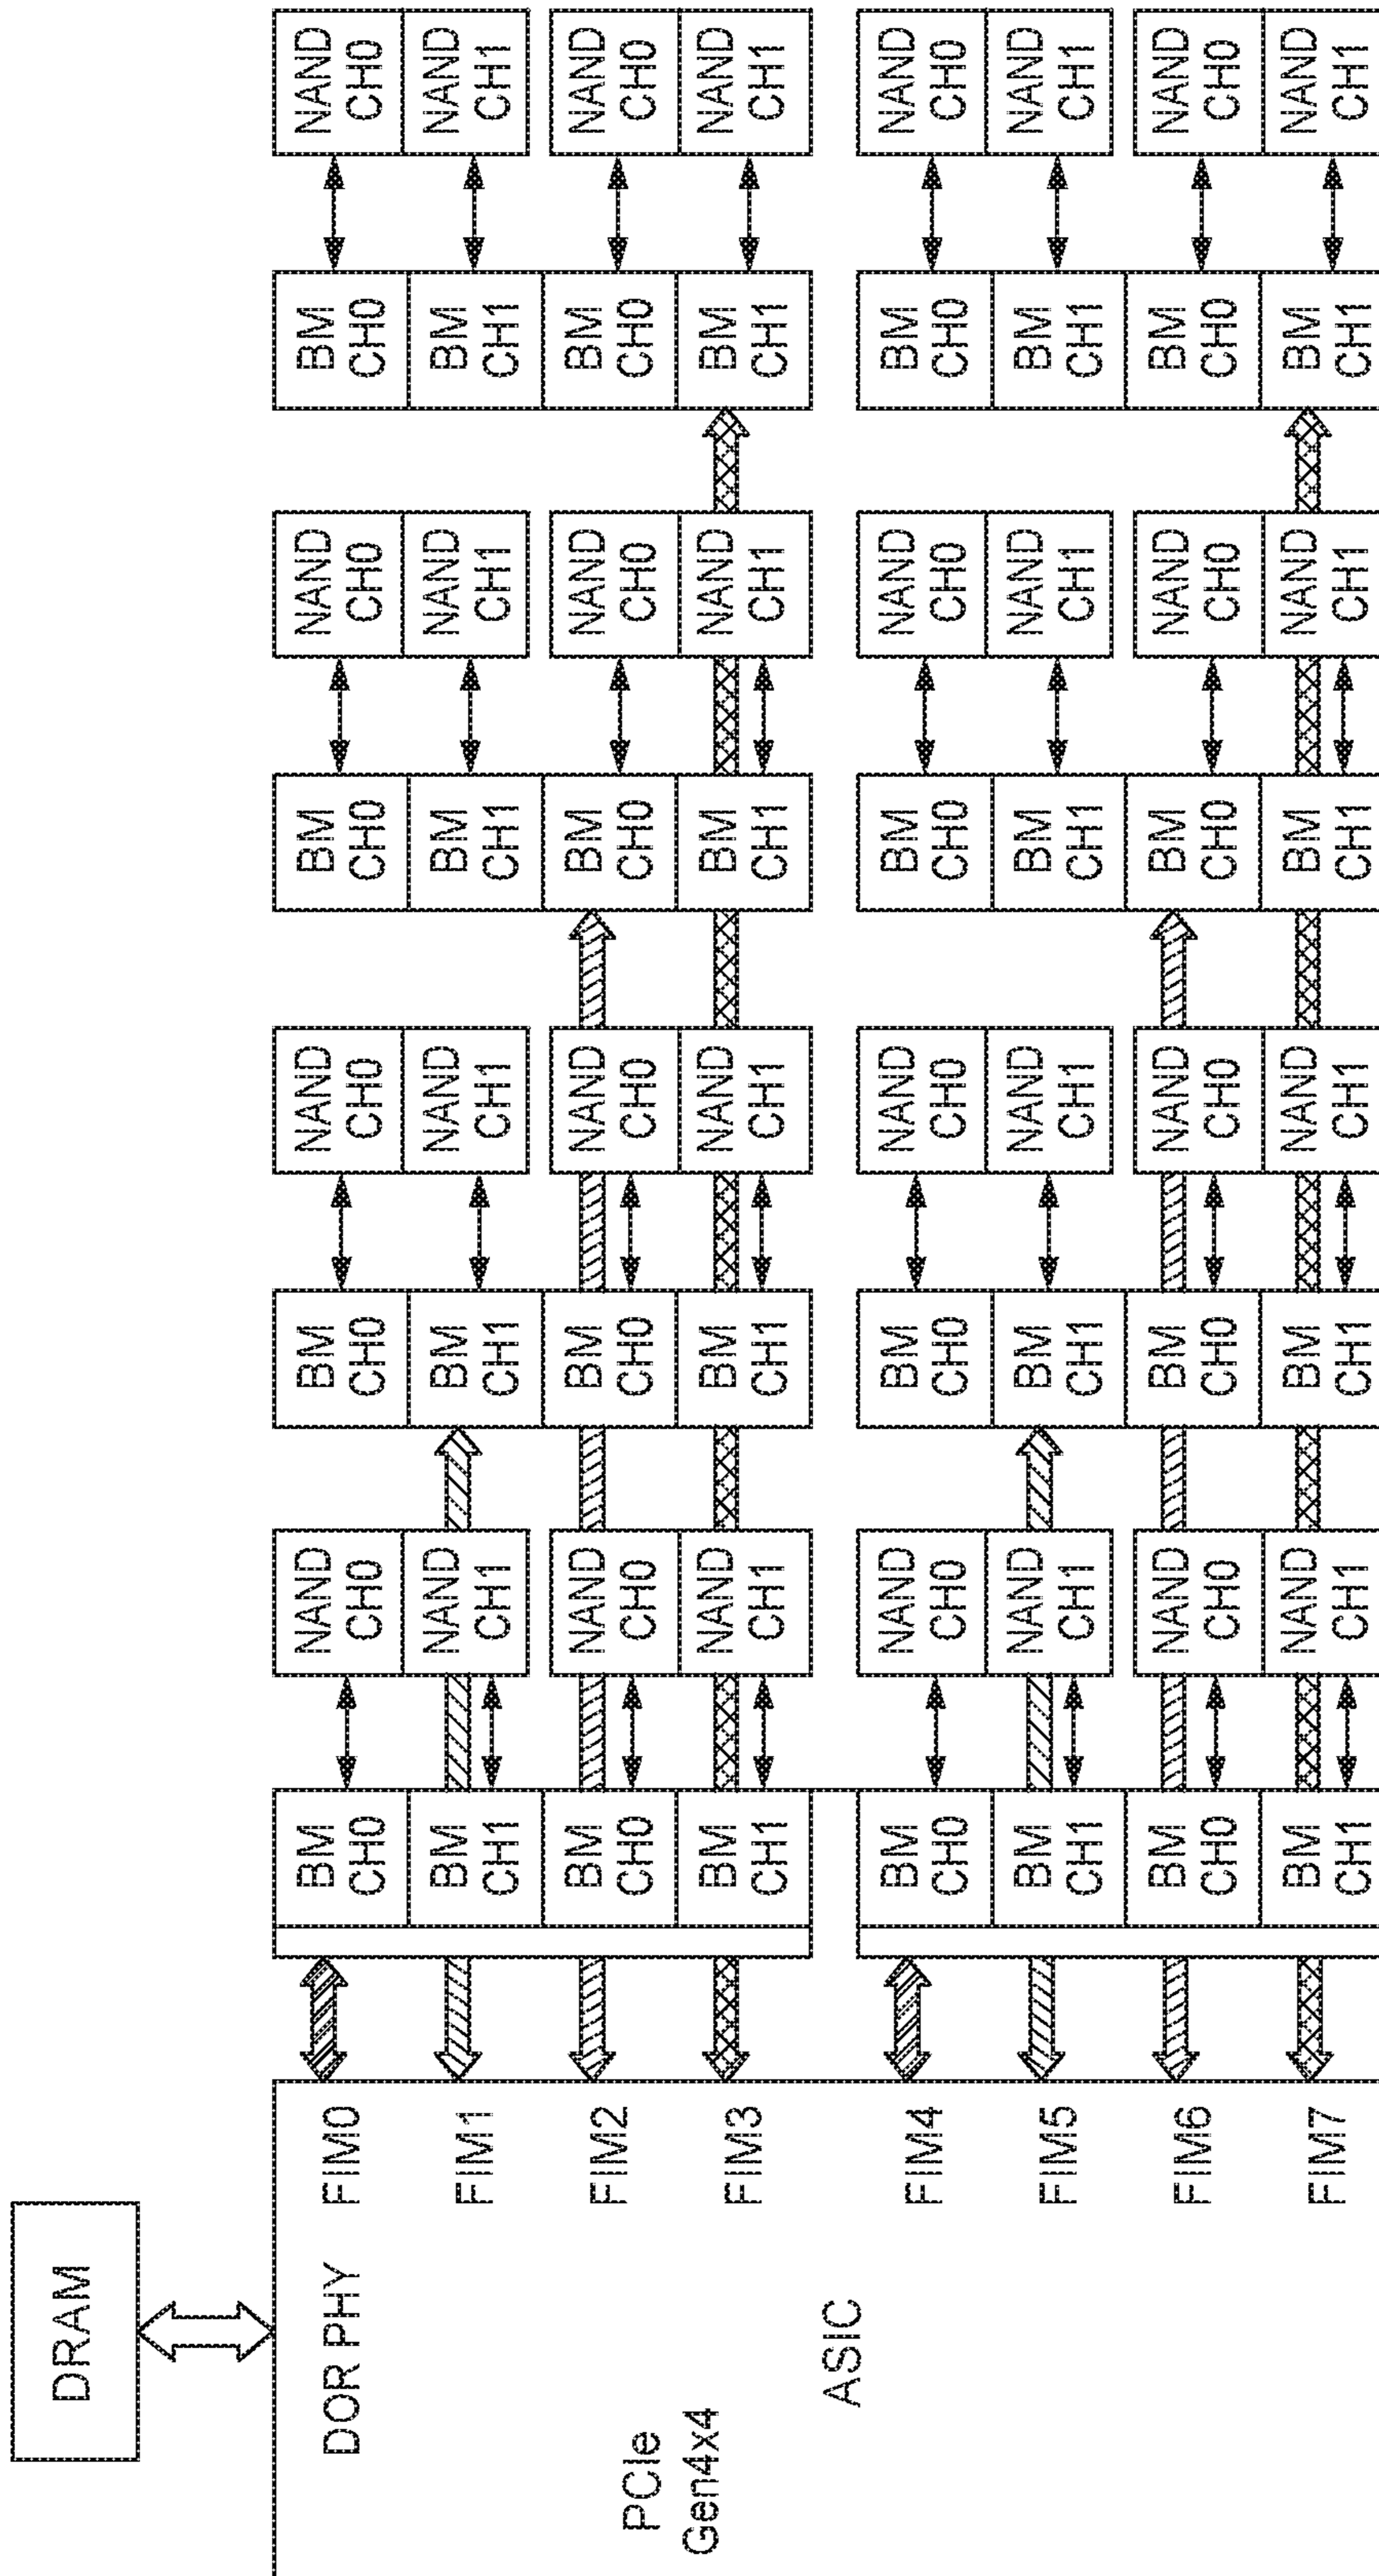 DRAM
DOR PHY FIM0
BM NAND BM NAND BM NAND BM NAND
CH0 CH0 CH0 CH0 CH0 CH0 CH0 CH0
FIM1
BM NAND BM NAND BM NAND BM NAND
CH1 CH1 CH1 CH1 CH1 CH1 CH1 CH1
FIM2
BM NAND BM NAND BM NAND BM NAND
CH0 CH0 CH0 CH0 CH0 CH0 CH0 CH0
PCIe
Gen4x4
FIM3
BM NAND BM NAND BM NAND BM NAND
CH1 CH1 CH1 CH1 CH1 CH1 CH1 CH1
ASIC
FIM4
BM NAND BM NAND BM NAND BM NAND
CH0 CH0 CH0 CH0 CH0 CH0 CH0 CH0
FIM5
BM NAND BM NAND BM NAND BM NAND
CH1 CH1 CH1 CH1 CH1 CH1 CH1 CH1
FIM6
BM NAND BM NAND BM NAND BM NAND
CH0 CH0 CH0 CH0 CH0 CH0 CH0 CH0
FIM7
BM NAND BM NAND BM NAND BM NAND
CH1 CH1 CH1 CH1 CH1 CH1 CH1 CH1